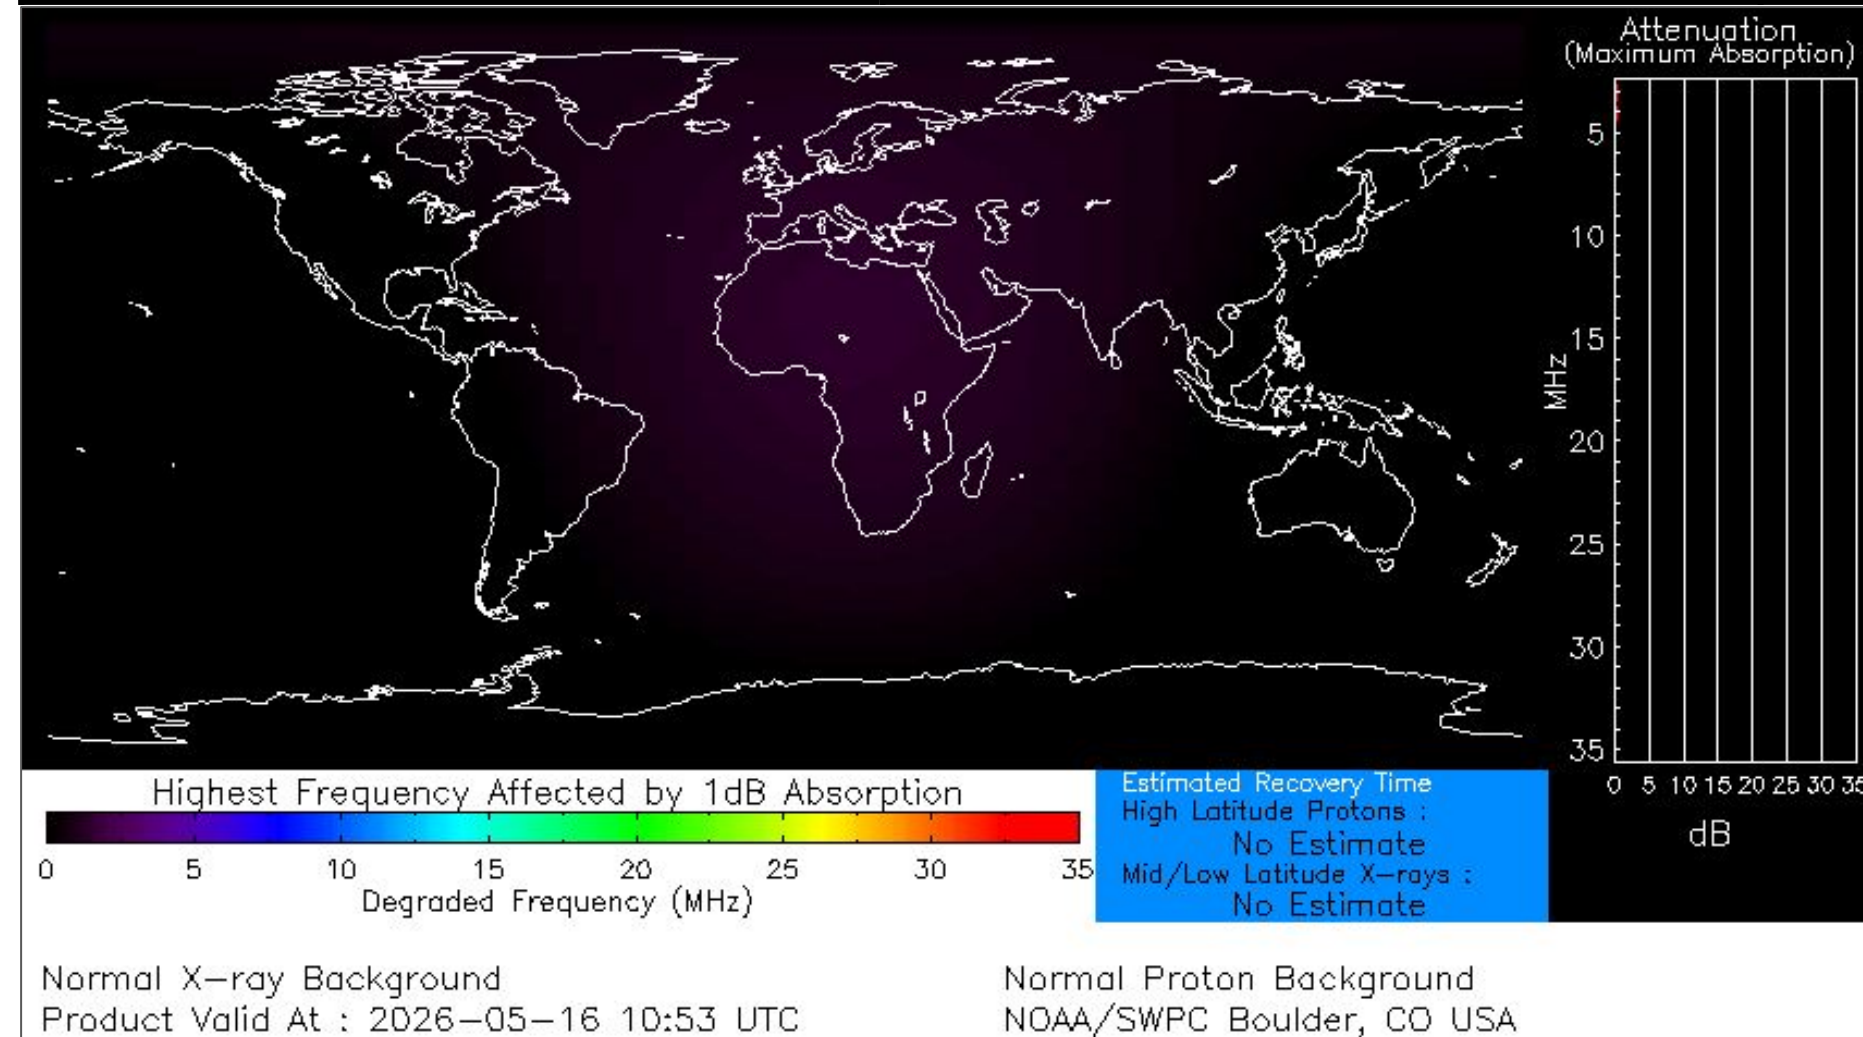 Attenuation
(Maximum Absorption)
5
10
15
20
25
30
35
MHz
0 5 10 15 20 25 30 35
dB
Highest Frequency Affected by 1dB Absorption
0 5 10 15 20 25 30 35
Degraded Frequency (MHz)
Estimated Recovery Time
High Latitude Protons :
No Estimate
Mid/Low Latitude X-rays :
No Estimate
Normal X-ray Background
Normal Proton Background
Product Valid At : 2026-05-16 10:53 UTC
NOAA/SWPC Boulder, CO USA